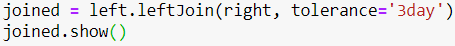 joined = left.leftJoin(right, tolerance='3day')
joined.show()